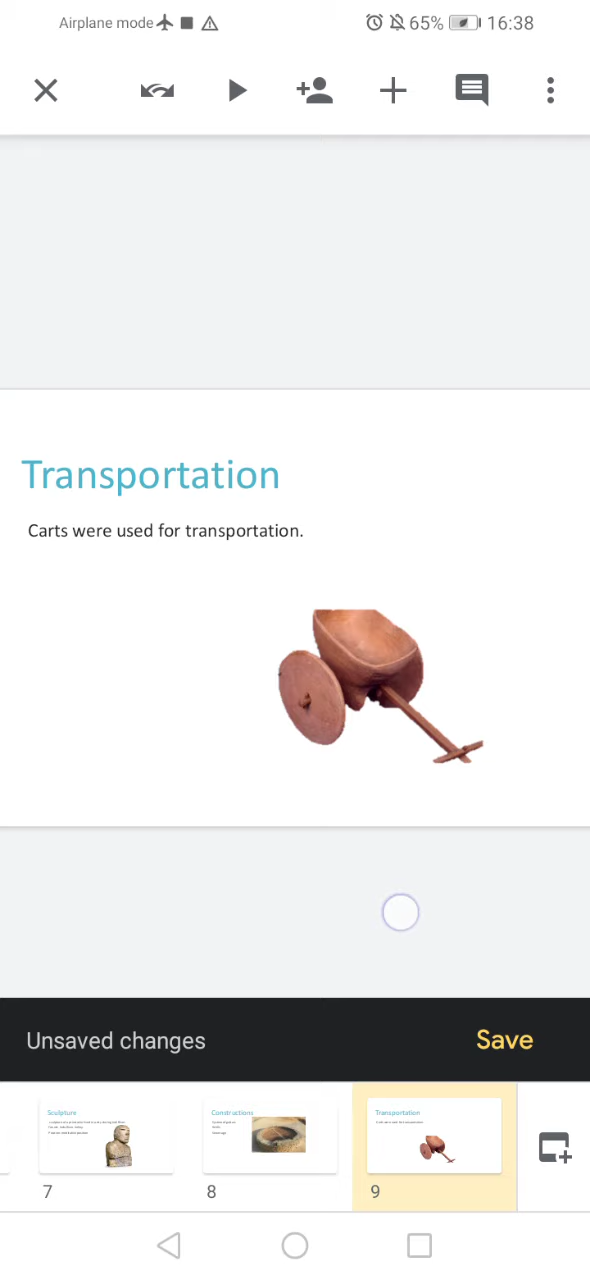 Airplane mode 65% 16:38
Transportation
Carts were used for transportation.
Unsaved changes Save
Sculpture
Constructions
Transportation
7
8
9